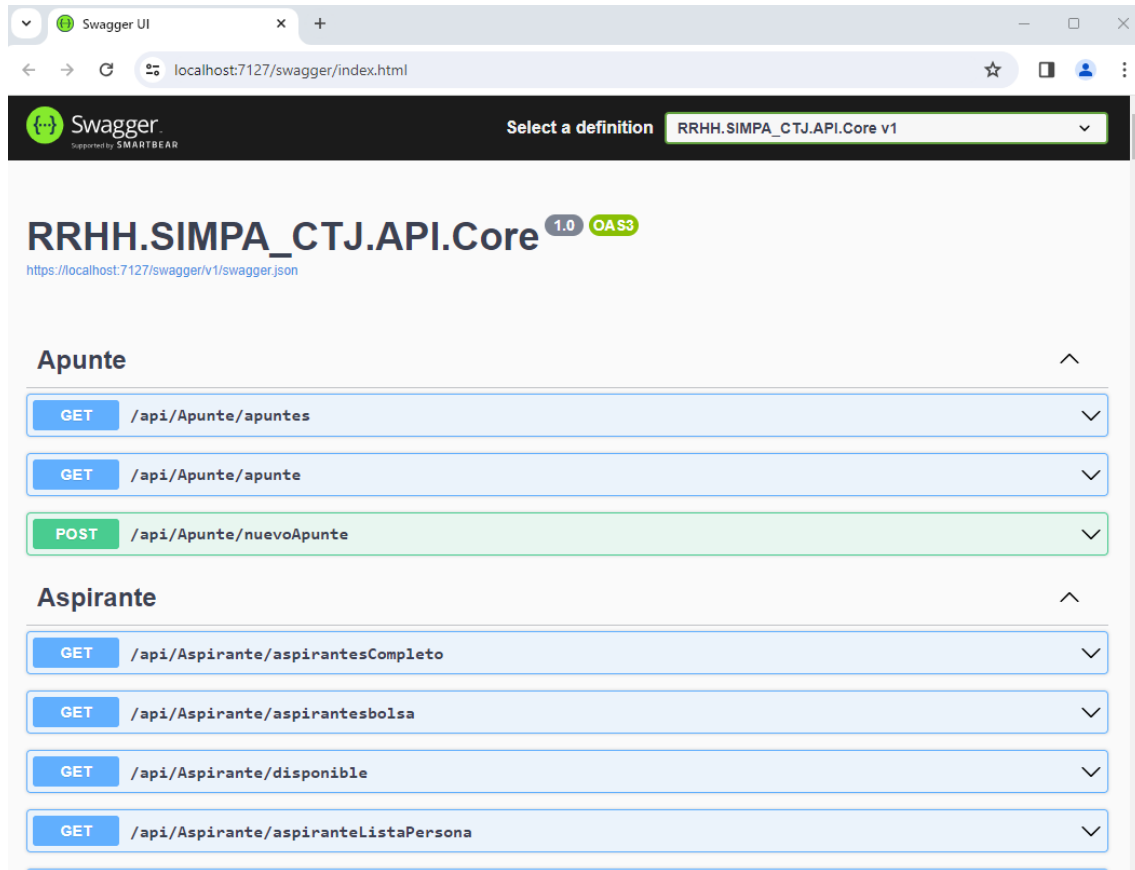 Swagger UI
localhost:7127/swagger/index.html
Swagger.
Supported by SMARTBEAR
Select a definition
RRHH.SIMPA_CTJ.API.Core v1
RRHH.SIMPA_CTJ.API.Core 1.0 OAS3
https://localhost:7127/swagger/v1/swagger.json
Apunte
GET /api/Apunte/apuntes
GET /api/Apunte/apunte
POST /api/Apunte/nuevoApunte
Aspirante
GET /api/Aspirante/aspirantesCompleto
GET /api/Aspirante/aspirantesbolsa
GET /api/Aspirante/disponible
GET /api/Aspirante/aspiranteListaPersona